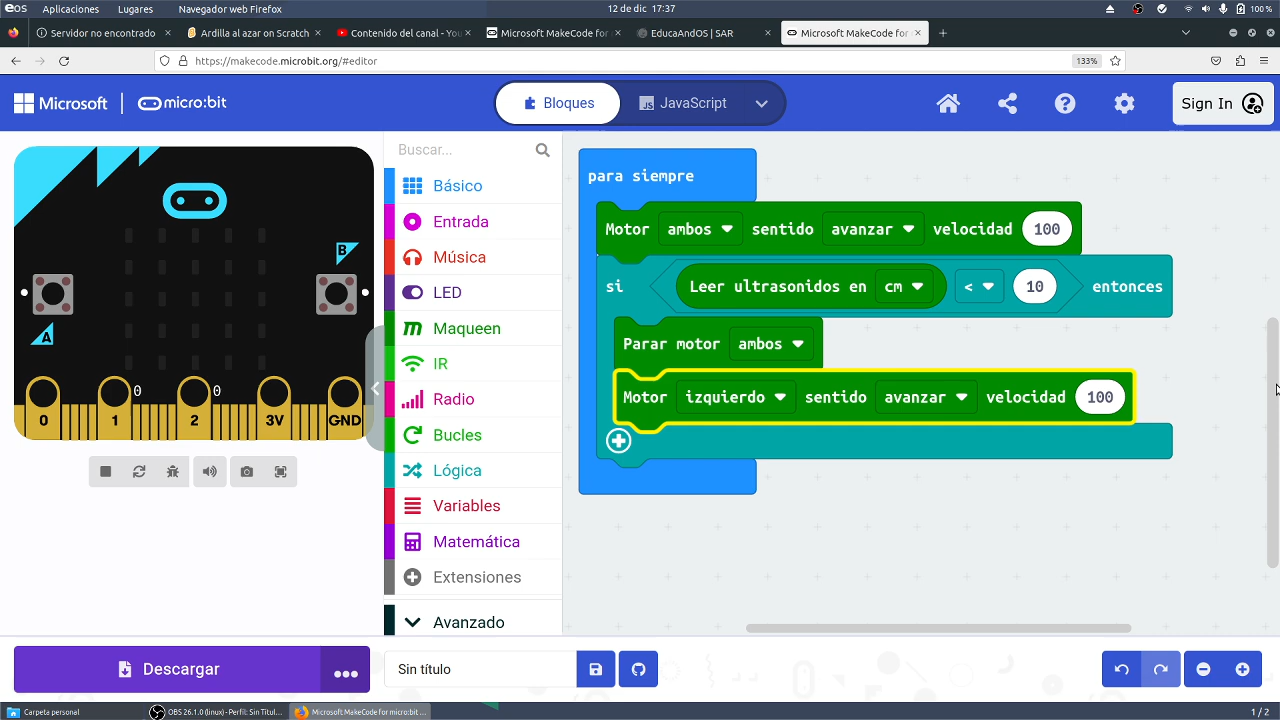 eos Aplicaciones Lugares Navegador web Firefox 12 de dic 17:37 100 %
Servidor no encontrado × Ardilla al azar on Scratch × Contenido del canal - You × Microsoft MakeCode for × EducaAndOS | SAR × Microsoft MakeCode for × +
https://makecode.microbit.org/#editor 133%
Microsoft | micro:bit Bloques JavaScript Sign In
Buscar...
Básico
Entrada
Música
LED
Maqueen
IR
Radio
Bucles
Lógica
Variables
Matemática
Extensiones
Avanzado
A
B
0 0
0 1 2 3V GND
para siempre
Motor ambos sentido avanzar velocidad 100
si Leer ultrasonidos en cm < 10 entonces
Parar motor ambos
Motor izquierdo sentido avanzar velocidad 100
Descargar ... Sin título
Carpeta personal OBS 26.1.0 (linux) - Perfil: Sin Titul... Microsoft MakeCode for micro:bit ... 1 / 2